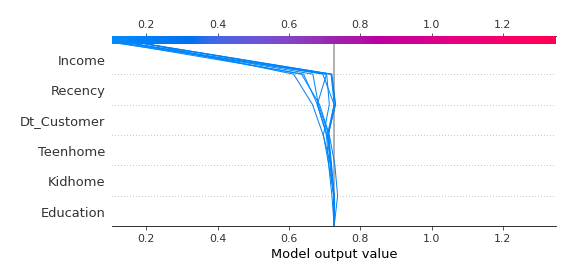 0.2 0.4 0.6 0.8 1.0 1.2
Income
Recency
Dt_Customer
Teenhome
Kidhome
Education
0.2 0.4 0.6 0.8 1.0 1.2
Model output value